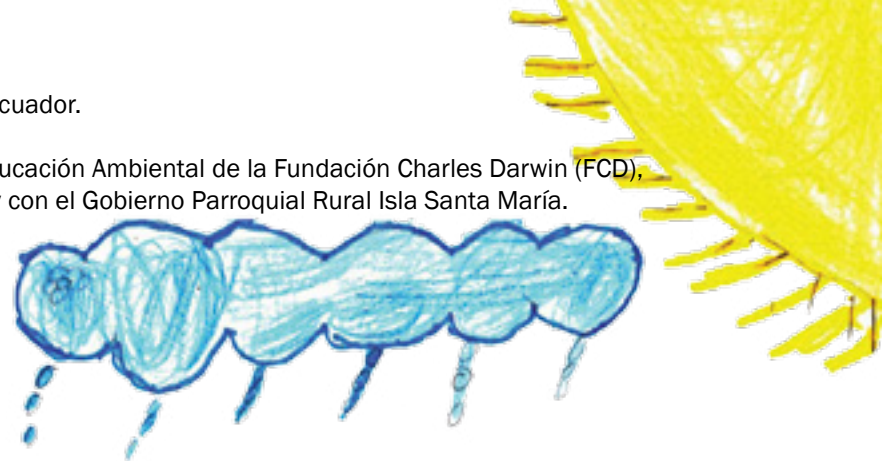 cuador.
ucación Ambiental de la Fundación Charles Darwin (FCD),
con el Gobierno Parroquial Rural Isla Santa María.